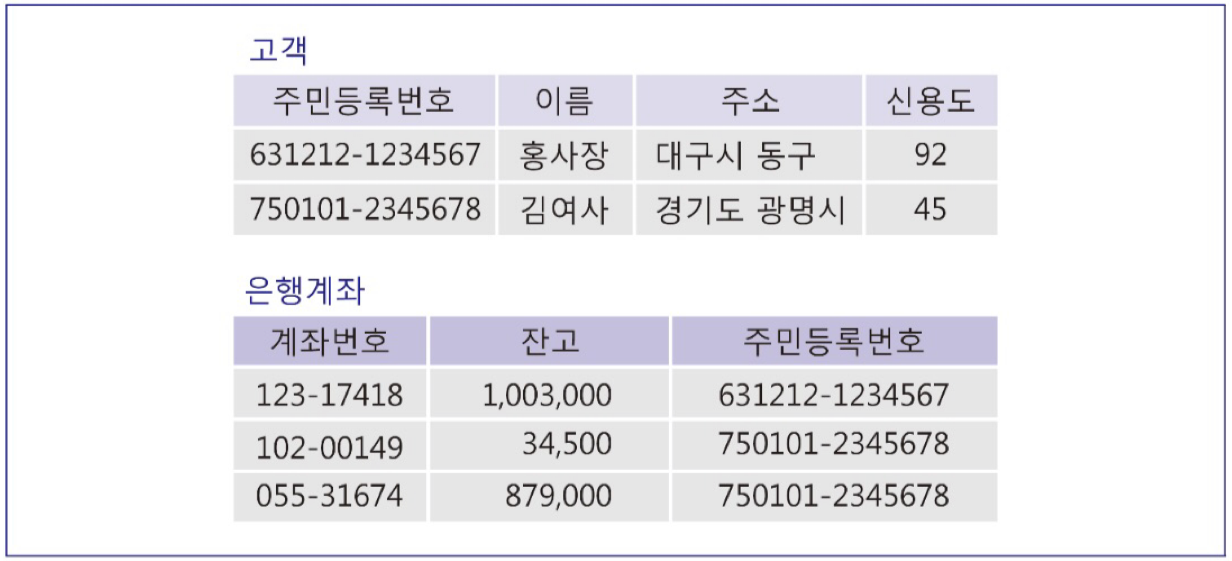 고객
주민등록번호 이름 주소 신용도
631212-1234567 홍사장 대구시 동구 92
750101-2345678 김여사 경기도 광명시 45
은행계좌
계좌번호 잔고 주민등록번호
123-17418 1,003,000 631212-1234567
102-00149 34,500 750101-2345678
055-31674 879,000 750101-2345678